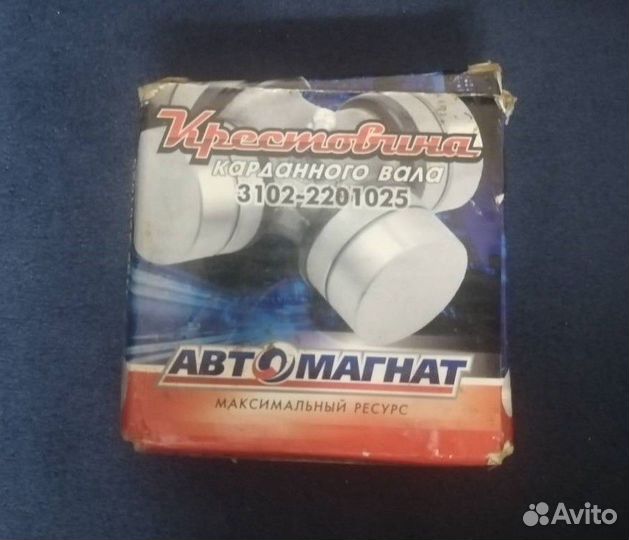 Крестовина
карданного вала
3102-2201025
АВТОМАГНАТ
МАКСИМАЛЬНЫЙ РЕСУРС
Avito